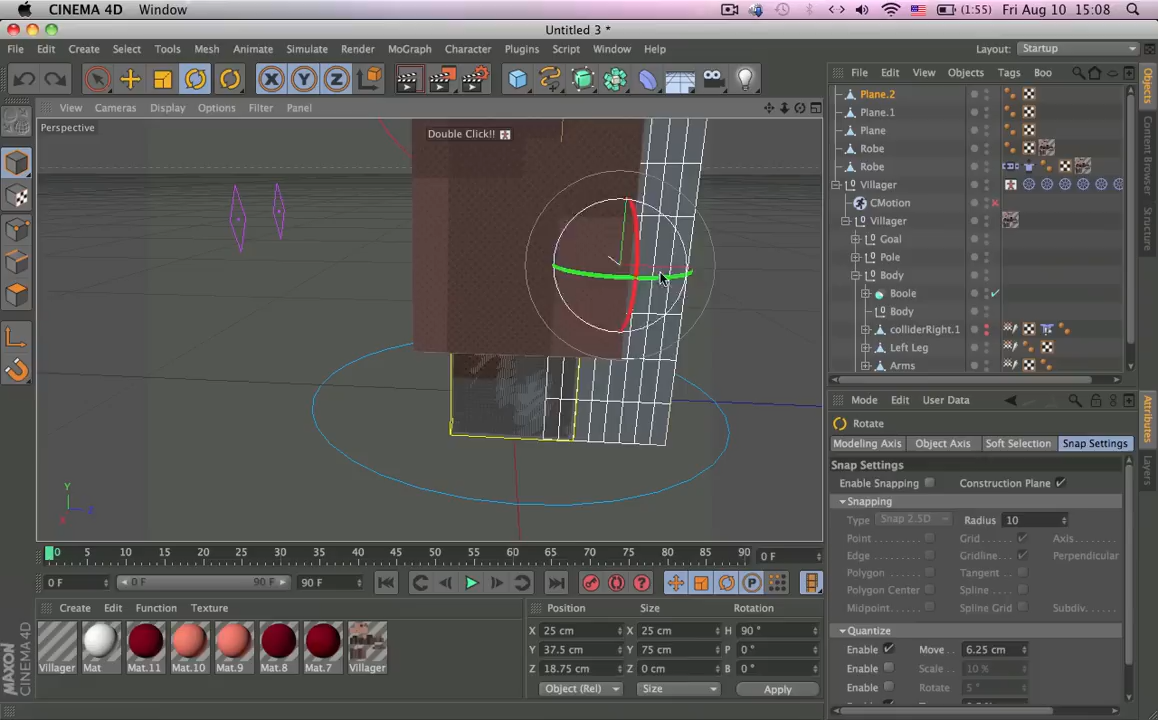 CINEMA 4D Window (1:55) Fri Aug 10 15:08
Untitled 3 *
File Edit Create Select Tools Mesh Animate Simulate Render MoGraph Character Plugins Script Window Help Layout: Startup
X Y Z
File Edit View Objects Tags Boo
View Cameras Display Options Filter Panel
Perspective
Double Click!!
Y
Z
X
Plane.2
Plane.1
Plane
Robe
Robe
Villager
CMotion
Villager
Goal
Pole
Body
Boole
Body
colliderRight.1
Left Leg
Arms
Objects
Content Browser
Structure
Attributes
Layers
Mode Edit User Data
Rotate
Modeling Axis Object Axis Soft Selection Snap Settings
Snap Settings
Enable Snapping Construction Plane
Snapping
Type Snap 2.5D Radius 10
Point Grid Axis
Edge Gridline Perpendicular
Polygon Tangent
Polygon Center Spline
Midpoint Spline Grid Subdiv.
Quantize
Enable Move 6.25 cm
Scale 10 %
Enable
Enable Rotate 5 °
0 5 10 15 20 25 30 35 40 45 50 55 60 65 70 75 80 85 90 0 F
0 F 0 F 90 F 90 F
P
Create Edit Function Texture
Villager Mat Mat.11 Mat.10 Mat.9 Mat.8 Mat.7 Villager
Position Size Rotation
X 25 cm X 25 cm H 90 °
Y 37.5 cm Y 75 cm P 0 °
Z 18.75 cm Z 0 cm B 0 °
Object (Rel) Size Apply
MAXON CINEMA 4D